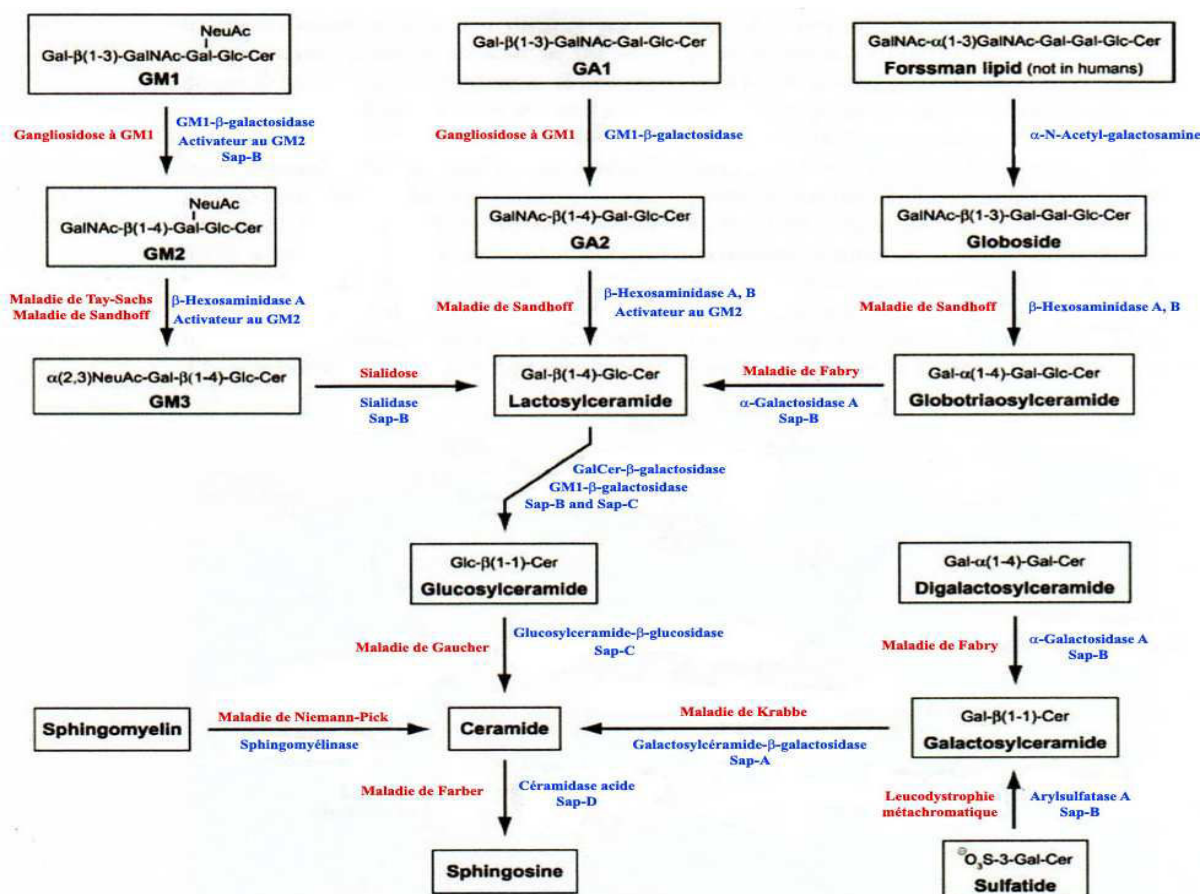 NeuAc
Gal-β(1-3)-GalNAc-Gal-Glc-Cer
GM1
Gal-β(1-3)-GalNAc-Gal-Glc-Cer
GA1
GalNAc-α(1-3)GalNAc-Gal-Gal-Glc-Cer
Forssman lipid (not in humans)
Gangliosidose à GM1
GM1-β-galactosidase
Activateur au GM2
Sap-B
Gangliosidose à GM1
GM1-β-galactosidase
α-N-Acetyl-galactosamine
NeuAc
GalNAc-β(1-4)-Gal-Glc-Cer
GM2
GalNAc-β(1-4)-Gal-Glc-Cer
GA2
GalNAc-β(1-3)-Gal-Gal-Glc-Cer
Globoside
Maladie de Tay-Sachs
Maladie de Sandhoff
β-Hexosaminidase A
Activateur au GM2
Maladie de Sandhoff
β-Hexosaminidase A, B
Activateur au GM2
Maladie de Sandhoff
β-Hexosaminidase A, B
α(2,3)NeuAc-Gal-β(1-4)-Glc-Cer
GM3
Sialidose
Sialidase
Sap-B
Gal-β(1-4)-Glc-Cer
Lactosylceramide
Maladie de Fabry
α-Galactosidase A
Sap-B
Gal-α(1-4)-Gal-Glc-Cer
Globotriaosylceramide
GalCer-β-galactosidase
GM1-β-galactosidase
Sap-B and Sap-C
Glc-β(1-1)-Cer
Glucosylceramide
Gal-α(1-4)-Gal-Cer
Digalactosylceramide
Maladie de Gaucher
Glucosylceramide-β-glucosidase
Sap-C
Maladie de Fabry
α-Galactosidase A
Sap-B
Sphingomyelin
Maladie de Niemann-Pick
Sphingomyélinase
Ceramide
Maladie de Krabbe
Galactosylcéramide-β-galactosidase
Sap-A
Gal-β(1-1)-Cer
Galactosylceramide
Maladie de Farber
Céramidase acide
Sap-D
Leucodystrophie
métachromatique
Arylsulfatase A
Sap-B
Sphingosine
⊖O₃S-3-Gal-Cer
Sulfatide